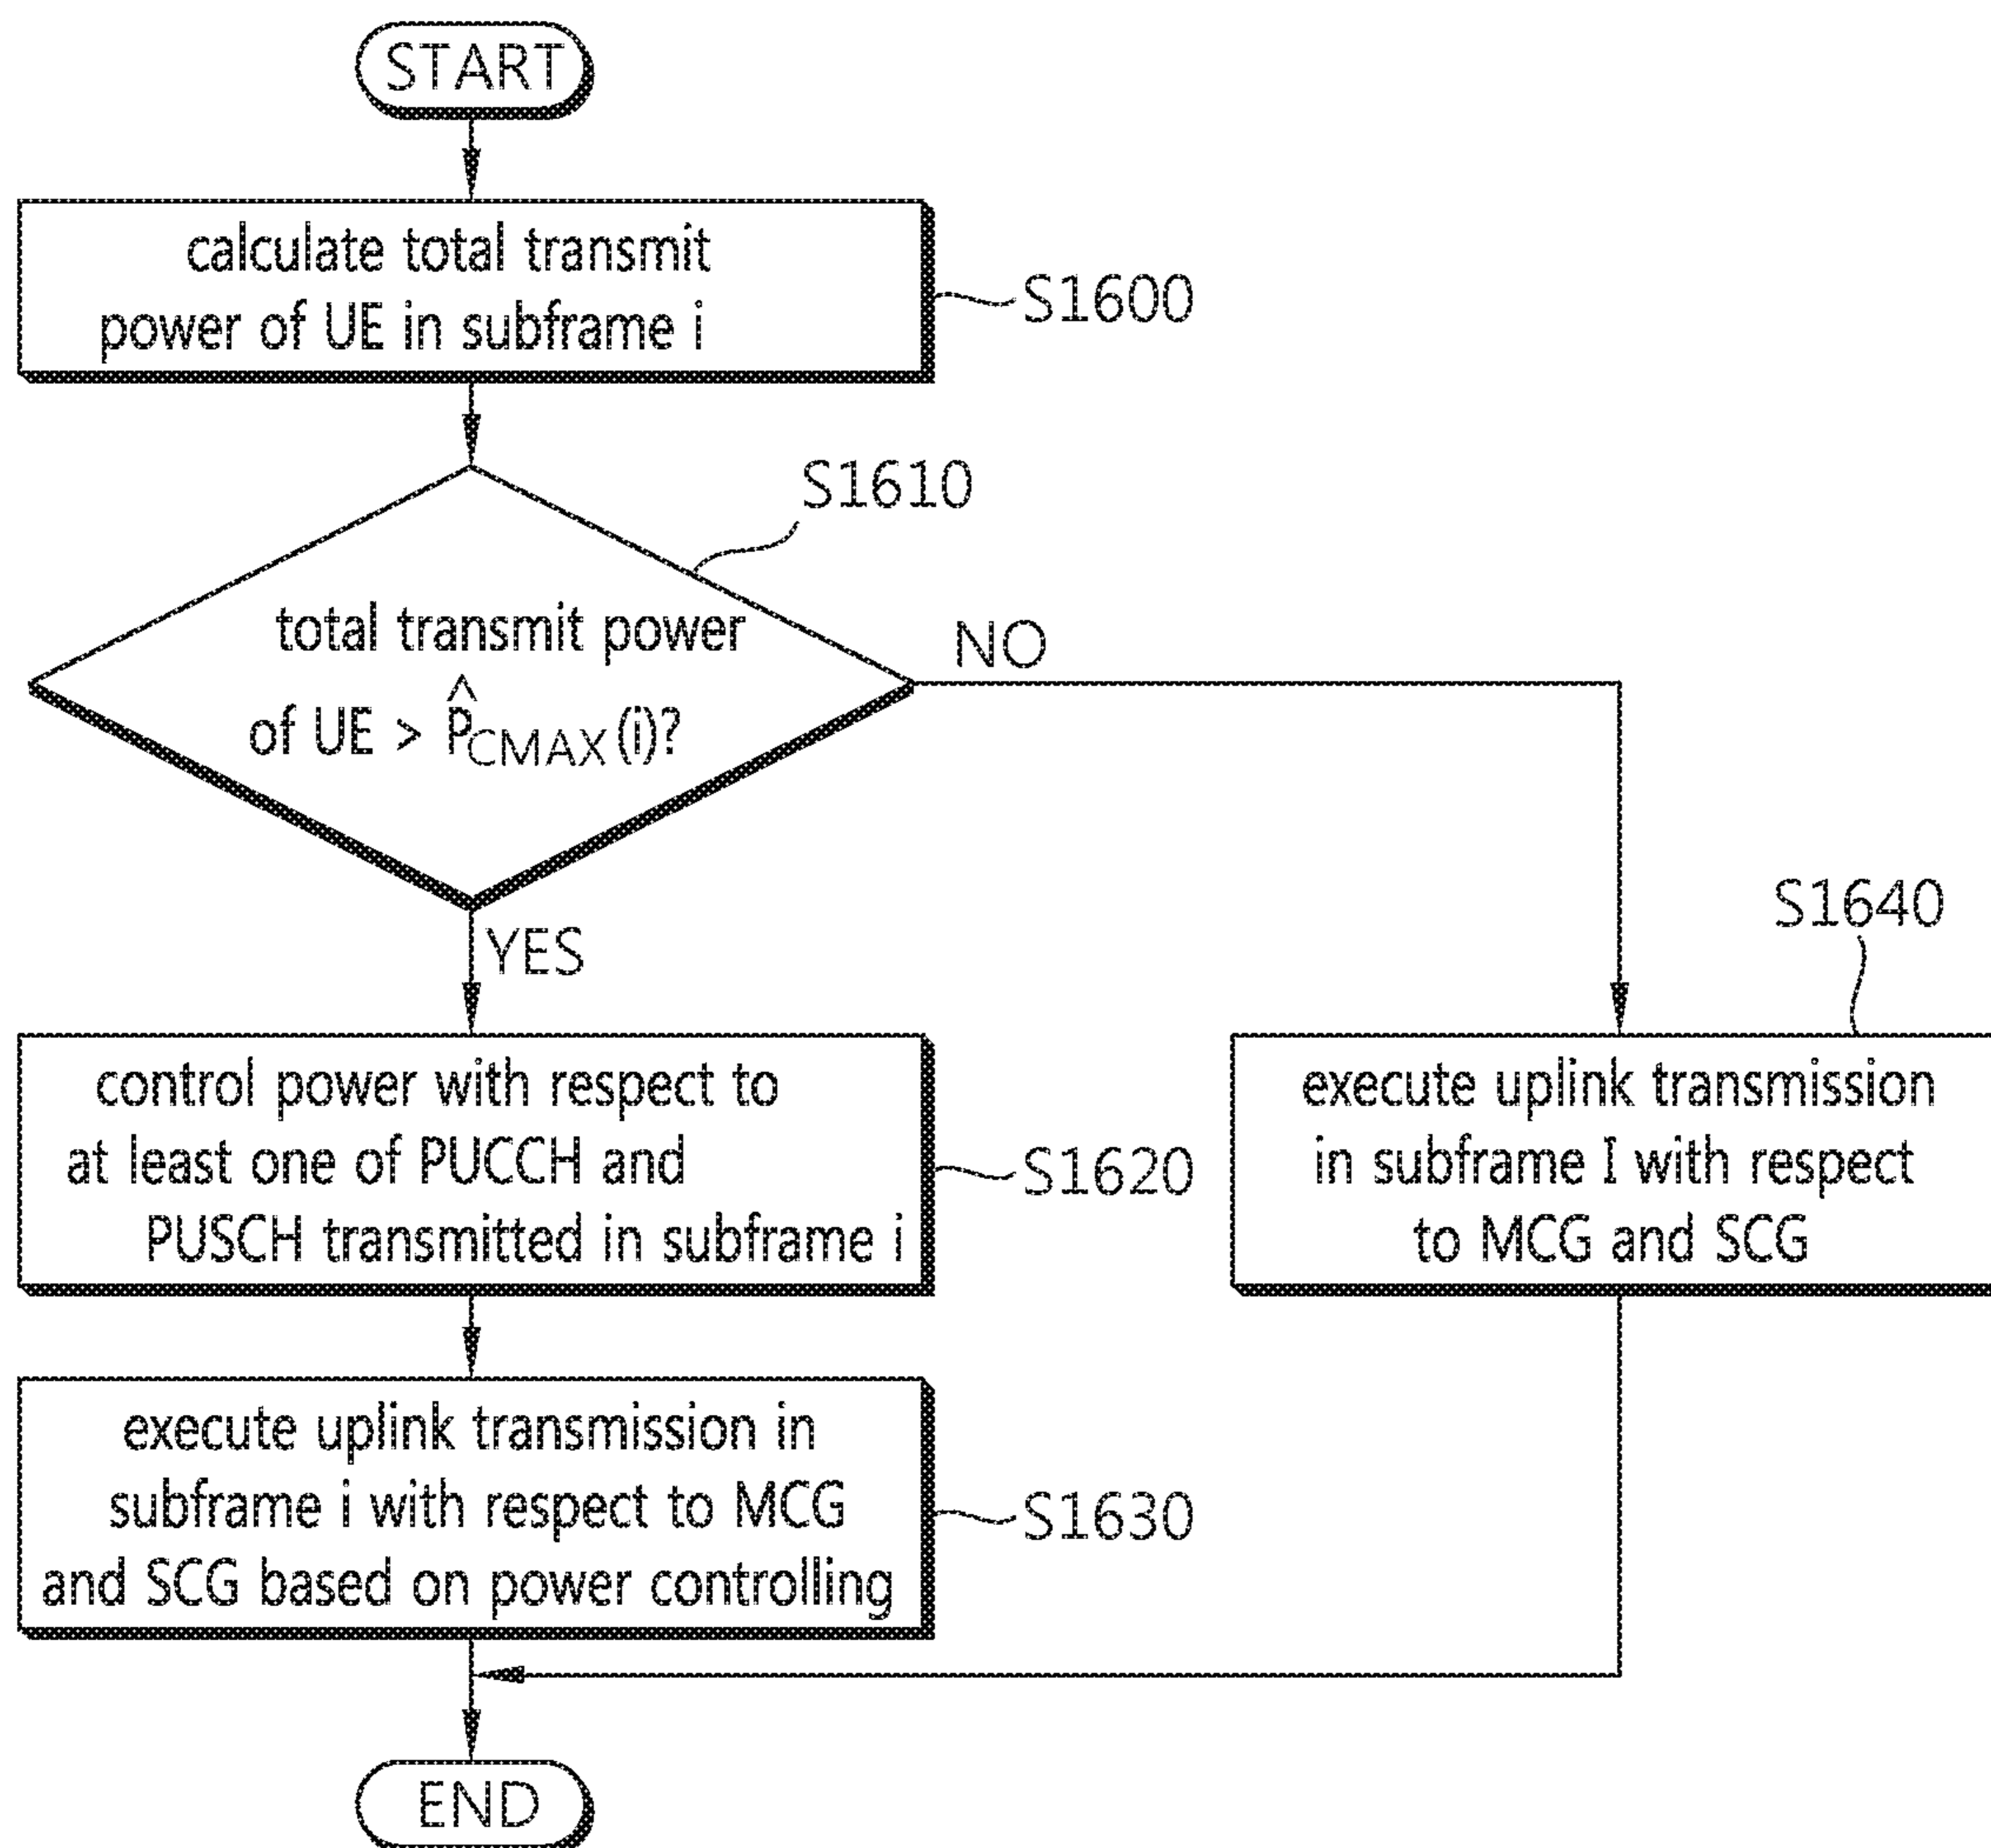 START
calculate total transmit
power of UE in subframe i
S1600
S1610
total transmit power
of UE > P̂CMAX(i)?
NO
YES
S1640
control power with respect to
at least one of PUCCH and
PUSCH transmitted in subframe i
S1620
execute uplink transmission
in subframe I with respect
to MCG and SCG
execute uplink transmission in
subframe i with respect to MCG
and SCG based on power controlling
S1630
END